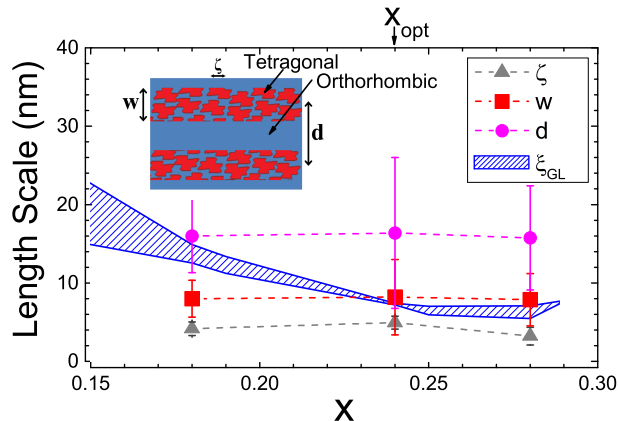 x_opt
40
30
20
10
0
Length Scale (nm)
ζ
Tetragonal
Orthorhombic
w
d
ζ
w
d
ξ_GL
0.15
0.20
0.25
0.30
x